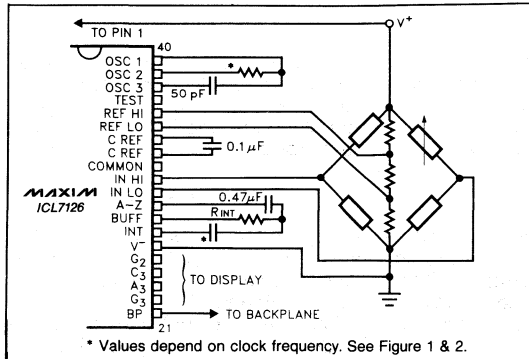 V+
TO PIN 1
40
OSC 1
OSC 2
*
OSC 3
50 pF
TEST
REF HI
REF LO
C REF
0.1µF
C REF
COMMON
IN HI
IN LO
MAXIM
ICL7126
0.47µF
A-Z
BUFF
RINT
INT
*
V−
G2
C3
TO DISPLAY
A3
G3
BP
TO BACKPLANE
21
* Values depend on clock frequency. See Figure 1 & 2.